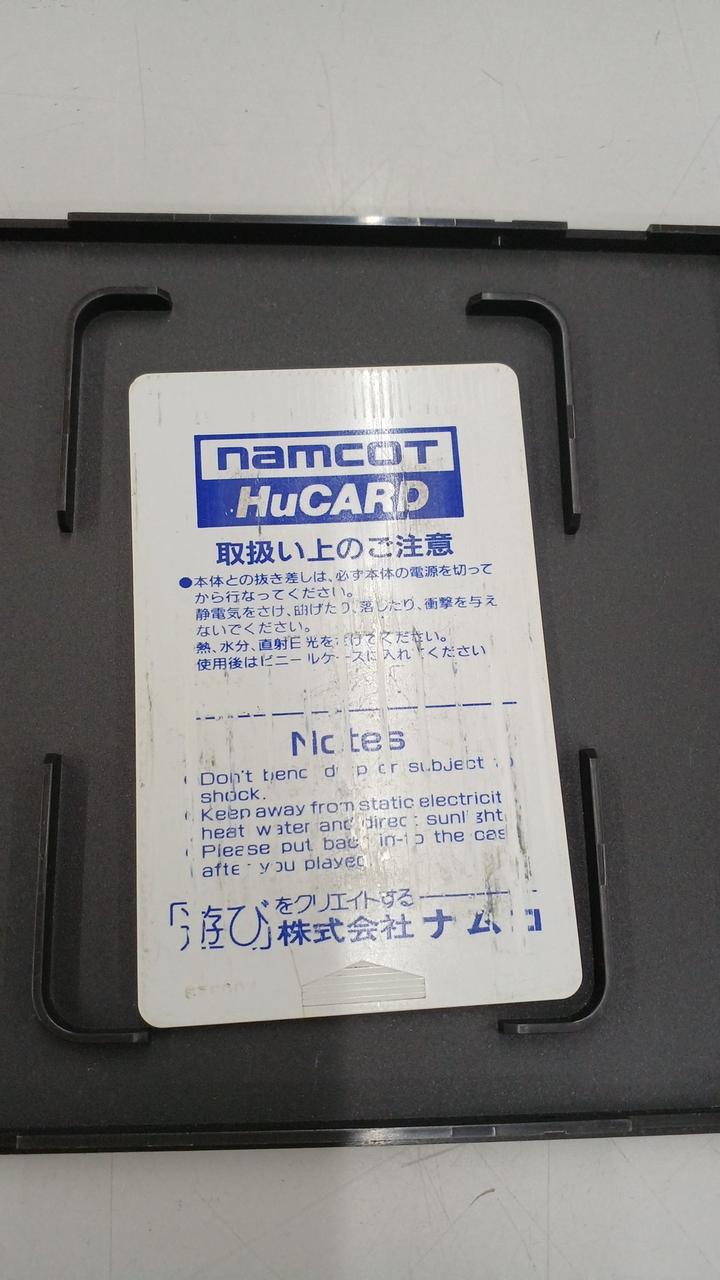 namcoT
HuCARD
取扱い上のご注意
●本体との抜き差しは、必ず本体の電源を切って
から行なってください。
静電気をさけ、曲げたり、落したり、衝撃を与え
ないでください。
熱、水分、直射日光をさけてください。
使用後はビニールケースに入れてください
Notes
Don't bend drop or subject to
shock.
Keep away from static electricit
heat water and direct sunlight
Please put back in-to the cas
after you played
「遊び」をクリエイトする
株式会社ナムコ